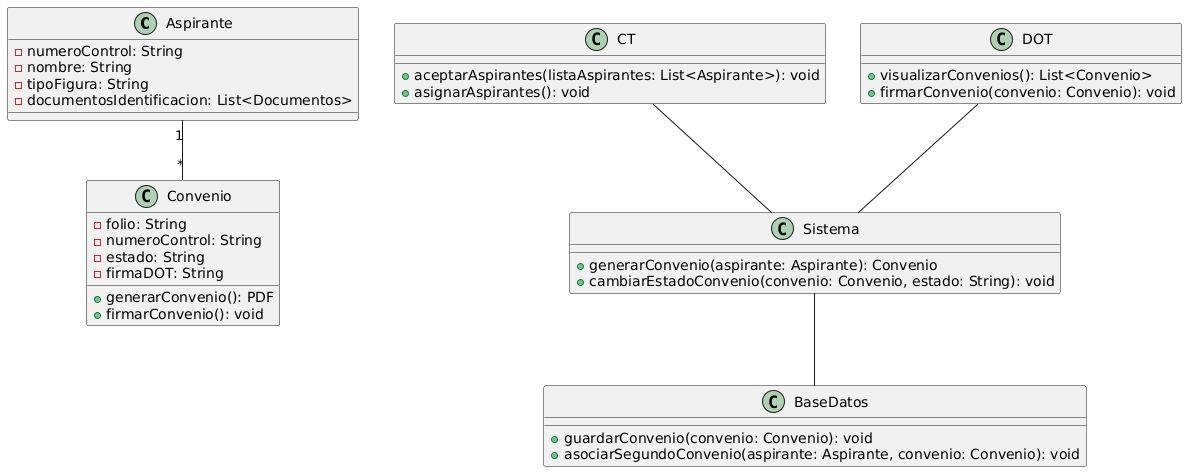 C Aspirante
numeroControl: String
nombre: String
tipoFigura: String
documentosIdentificacion: List<Documentos>
1
*
C Convenio
folio: String
numeroControl: String
estado: String
firmaDOT: String
generarConvenio(): PDF
firmarConvenio(): void
C CT
aceptarAspirantes(listaAspirantes: List<Aspirante>): void
asignarAspirantes(): void
C DOT
visualizarConvenios(): List<Convenio>
firmarConvenio(convenio: Convenio): void
C Sistema
generarConvenio(aspirante: Aspirante): Convenio
cambiarEstadoConvenio(convenio: Convenio, estado: String): void
C BaseDatos
guardarConvenio(convenio: Convenio): void
asociarSegundoConvenio(aspirante: Aspirante, convenio: Convenio): void